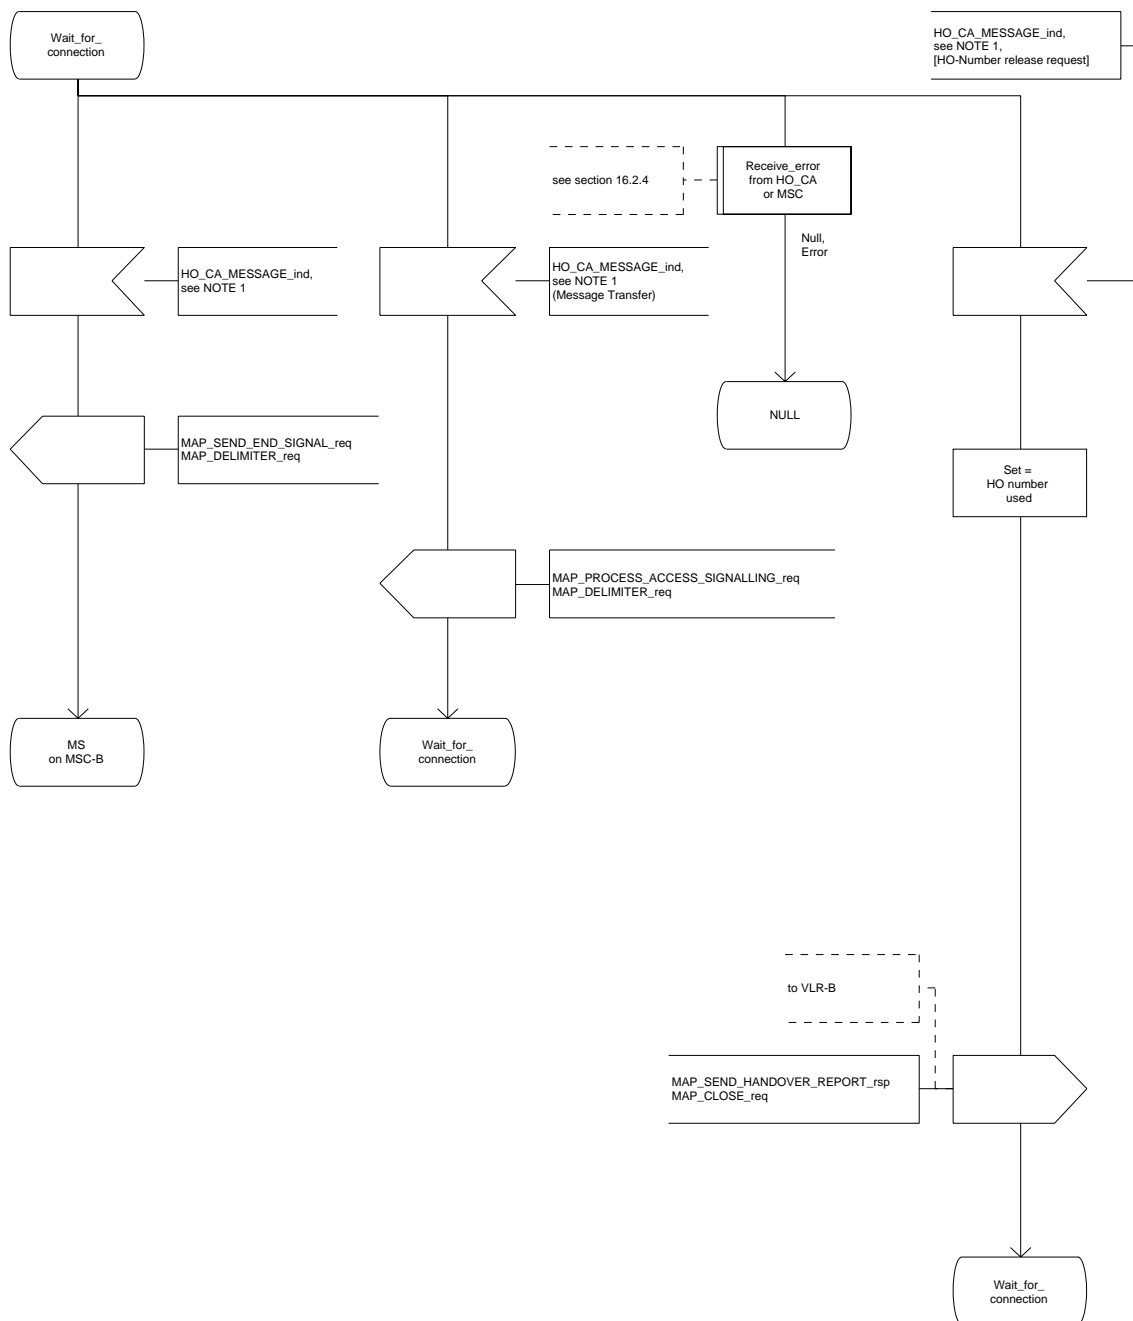 Wait_for_
connection
HO_CA_MESSAGE_ind,
see NOTE 1,
[HO-Number release request]
see section 16.2.4
Receive_error
from HO_CA
or MSC
Null,
Error
HO_CA_MESSAGE_ind,
see NOTE 1
HO_CA_MESSAGE_ind,
see NOTE 1
(Message Transfer)
NULL
MAP_SEND_END_SIGNAL_req
MAP_DELIMITER_req
Set =
HO number
used
MAP_PROCESS_ACCESS_SIGNALLING_req
MAP_DELIMITER_req
MS
on MSC-B
Wait_for_
connection
to VLR-B
MAP_SEND_HANDOVER_REPORT_rsp
MAP_CLOSE_req
Wait_for_
connection